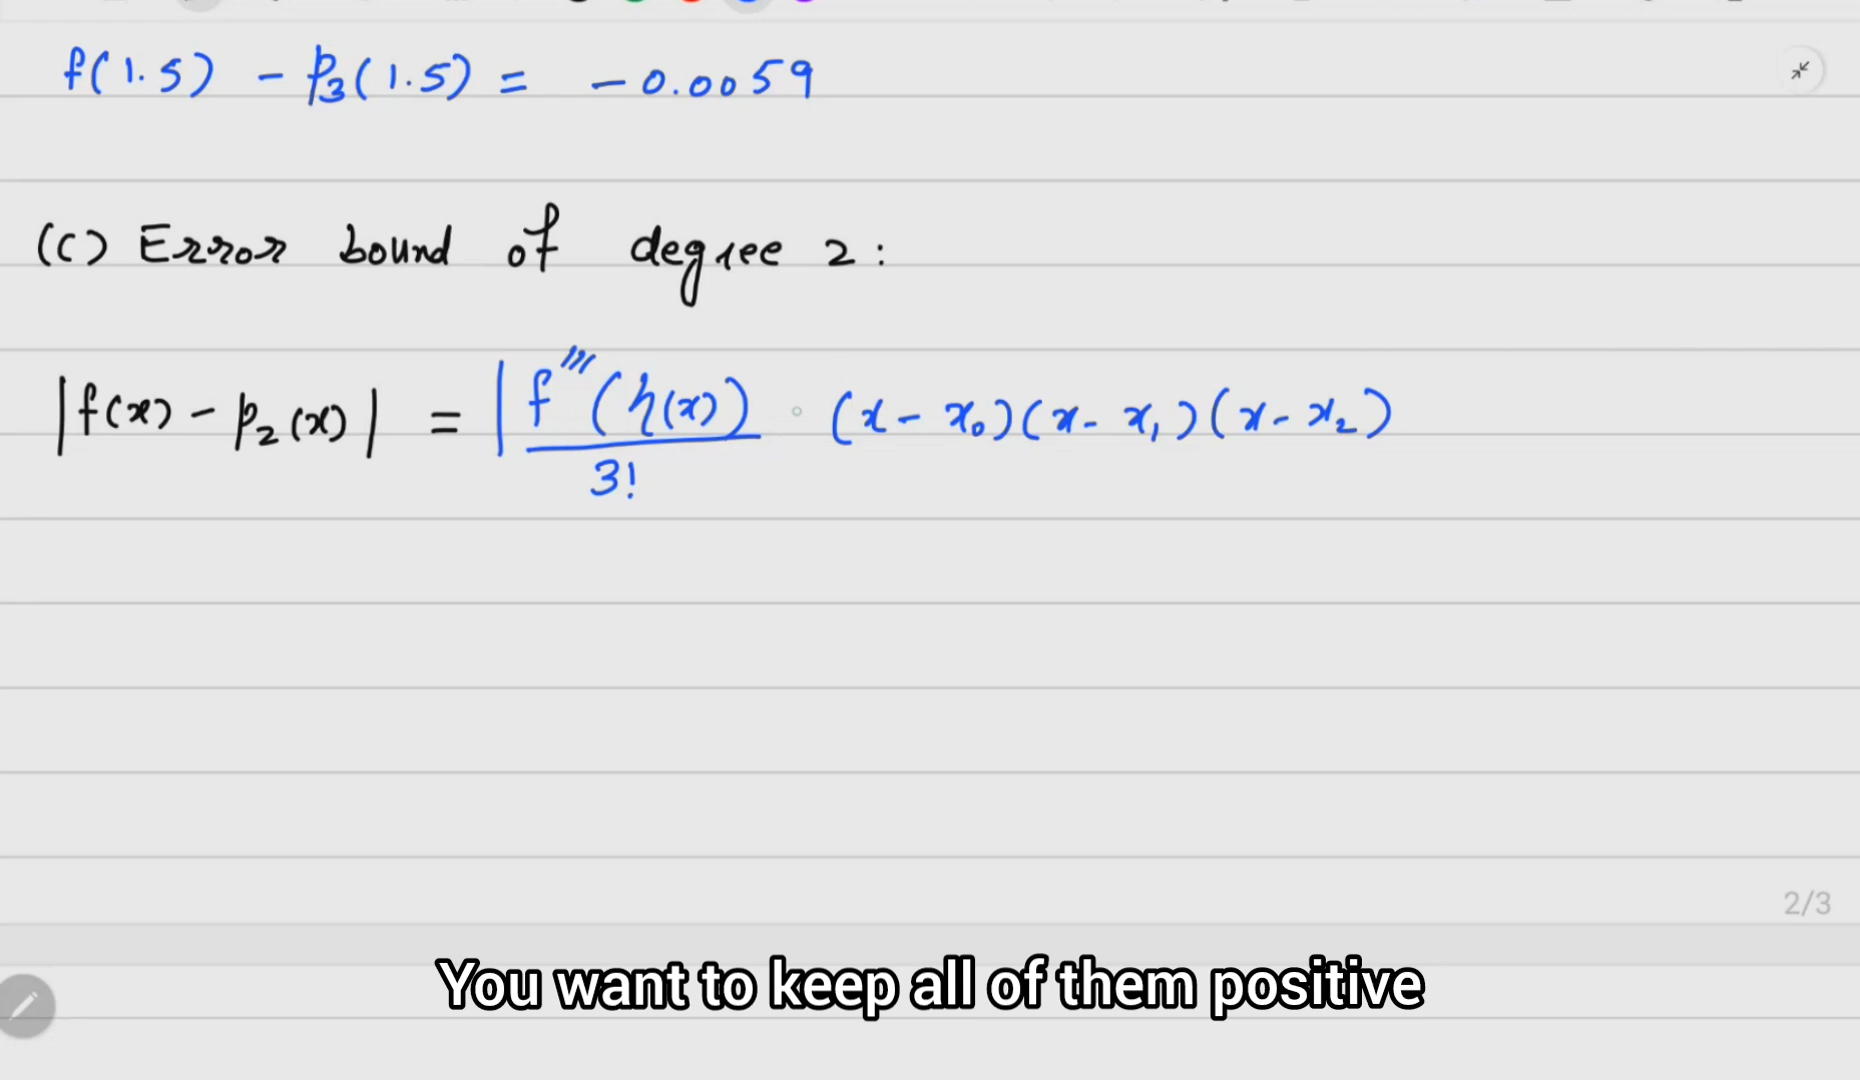 f(1.5) - p₃(1.5) = -0.0059
(C) Error bound of degree 2:
|f(x) - p₂(x)| = |f'''(η(x)) / 3! · (x - x₀)(x - x₁)(x - x₂)
2/3
You want to keep all of them positive